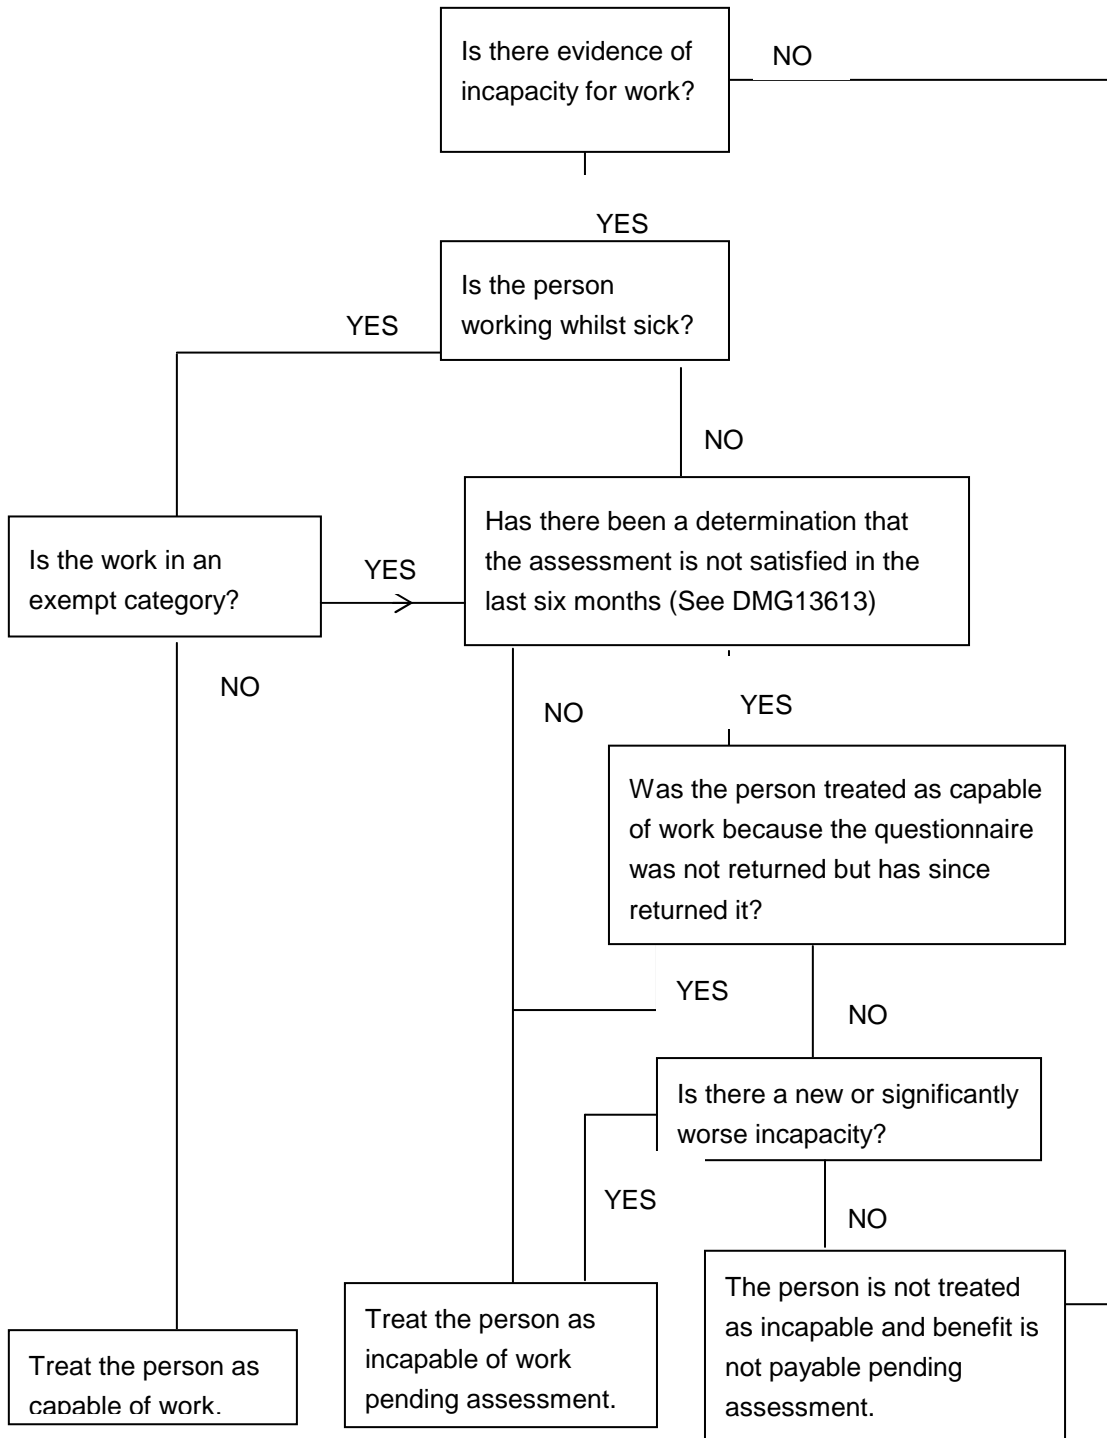 Is there evidence of
incapacity for work?
NO
YES
Is the person
working whilst sick?
YES
NO
Has there been a determination that
the assessment is not satisfied in the
last six months (See DMG13613)
Is the work in an
exempt category?
YES
NO
NO
YES
Was the person treated as capable
of work because the questionnaire
was not returned but has since
returned it?
YES
NO
Is there a new or significantly
worse incapacity?
YES
NO
The person is not treated
as incapable and benefit is
not payable pending
assessment.
Treat the person as
incapable of work
pending assessment.
Treat the person as
capable of work.